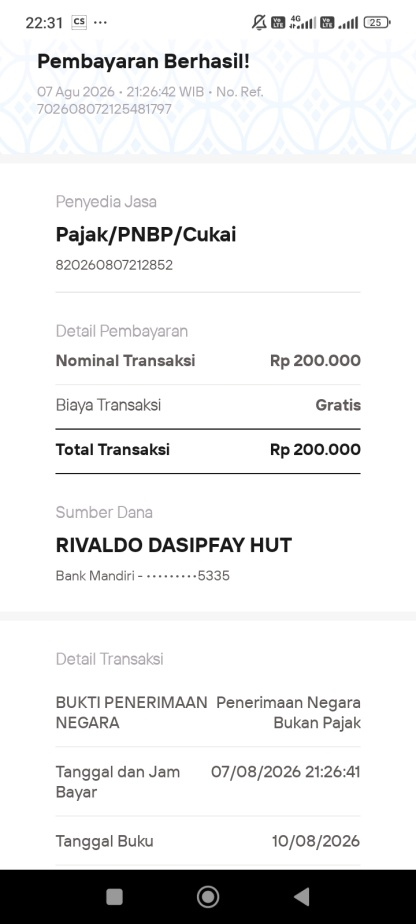 22:31 CS ...
4G
25
Pembayaran Berhasil!
07 Agu 2026 • 21:26:42 WIB • No. Ref.
702608072125481797
Penyedia Jasa
Pajak/PNBP/Cukai
820260807212852
Detail Pembayaran
Nominal Transaksi Rp 200.000
Biaya Transaksi Gratis
Total Transaksi Rp 200.000
Sumber Dana
RIVALDO DASIPFAY HUT
Bank Mandiri - •••••••••5335
Detail Transaksi
BUKTI PENERIMAAN Penerimaan Negara
NEGARA Bukan Pajak
Tanggal dan Jam 07/08/2026 21:26:41
Bayar
Tanggal Buku 10/08/2026